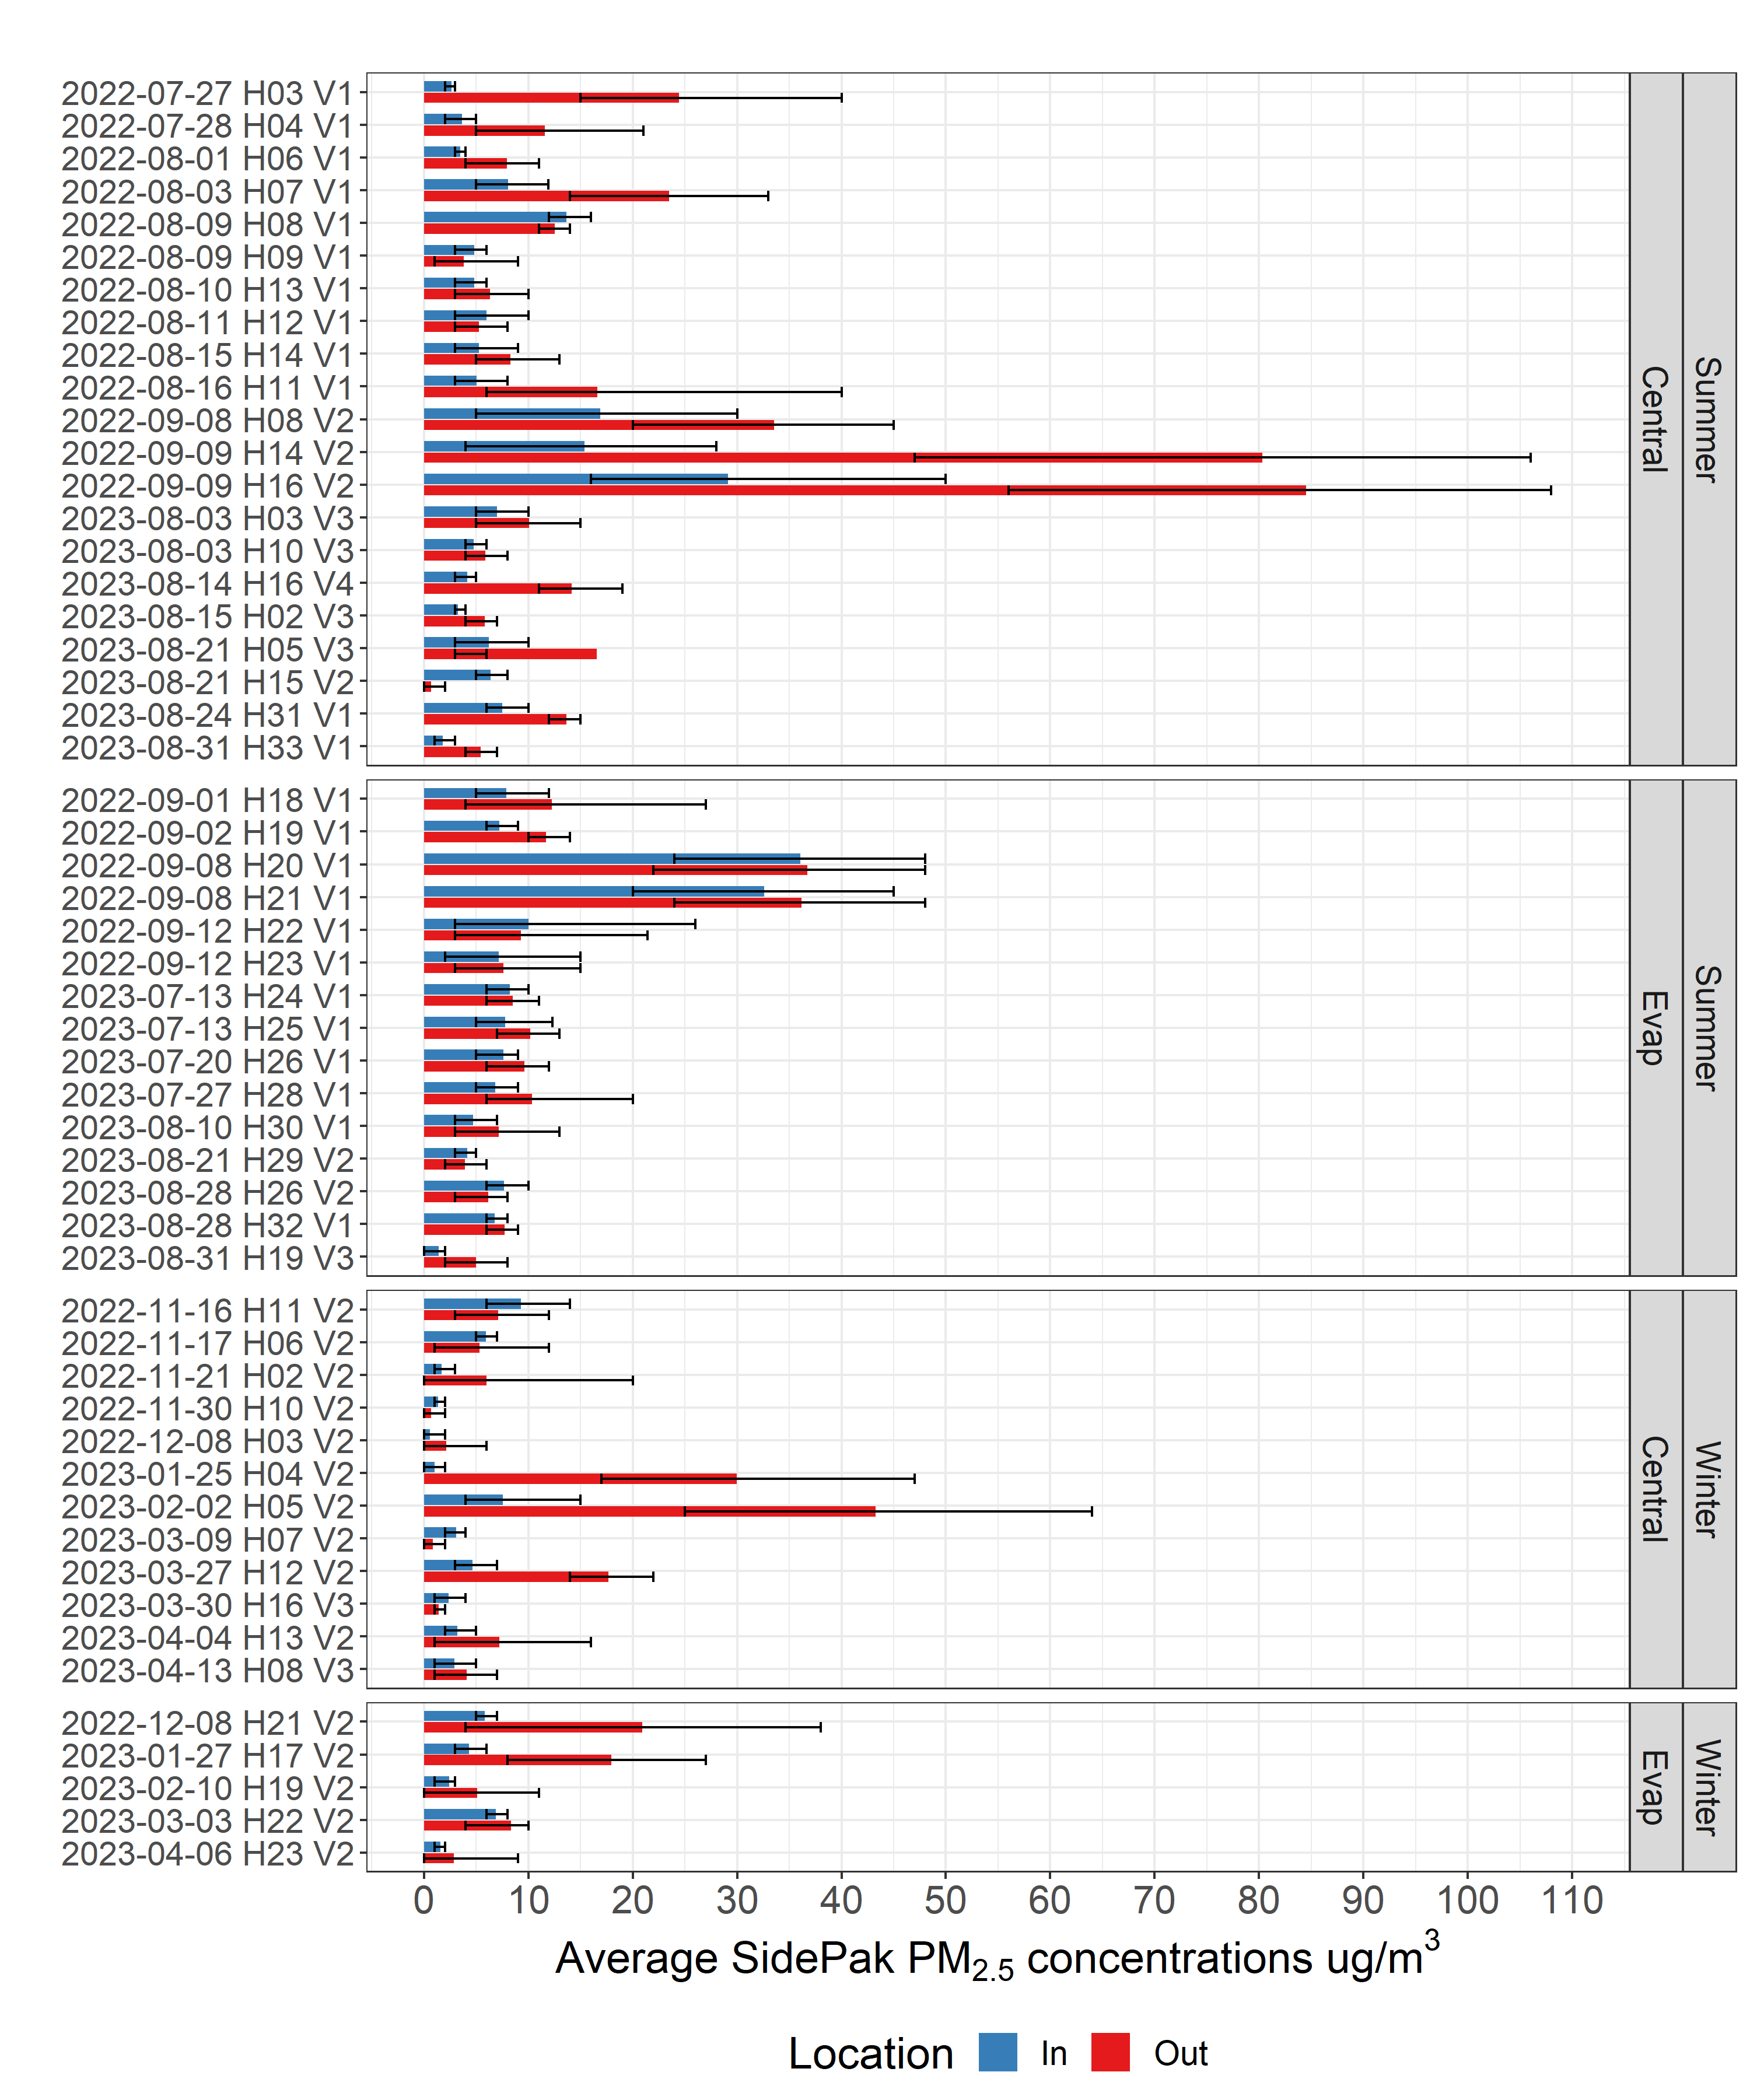 2022-07-27 H03 V1
2022-07-28 H04 V1
2022-08-01 H06 V1
2022-08-03 H07 V1
2022-08-09 H08 V1
2022-08-09 H09 V1
2022-08-10 H13 V1
2022-08-11 H12 V1
2022-08-15 H14 V1
2022-08-16 H11 V1
2022-09-08 H08 V2
2022-09-09 H14 V2
2022-09-09 H16 V2
2023-08-03 H03 V3
2023-08-03 H10 V3
2023-08-14 H16 V4
2023-08-15 H02 V3
2023-08-21 H05 V3
2023-08-21 H15 V2
2023-08-24 H31 V1
2023-08-31 H33 V1
Central
Summer
2022-09-01 H18 V1
2022-09-02 H19 V1
2022-09-08 H20 V1
2022-09-08 H21 V1
2022-09-12 H22 V1
2022-09-12 H23 V1
2023-07-13 H24 V1
2023-07-13 H25 V1
2023-07-20 H26 V1
2023-07-27 H28 V1
2023-08-10 H30 V1
2023-08-21 H29 V2
2023-08-28 H26 V2
2023-08-28 H32 V1
2023-08-31 H19 V3
Evap
Summer
2022-11-16 H11 V2
2022-11-17 H06 V2
2022-11-21 H02 V2
2022-11-30 H10 V2
2022-12-08 H03 V2
2023-01-25 H04 V2
2023-02-02 H05 V2
2023-03-09 H07 V2
2023-03-27 H12 V2
2023-03-30 H16 V3
2023-04-04 H13 V2
2023-04-13 H08 V3
Central
Winter
2022-12-08 H21 V2
2023-01-27 H17 V2
2023-02-10 H19 V2
2023-03-03 H22 V2
2023-04-06 H23 V2
Evap
Winter
0 10 20 30 40 50 60 70 80 90 100 110
Average SidePak PM2.5 concentrations ug/m3
Location In Out